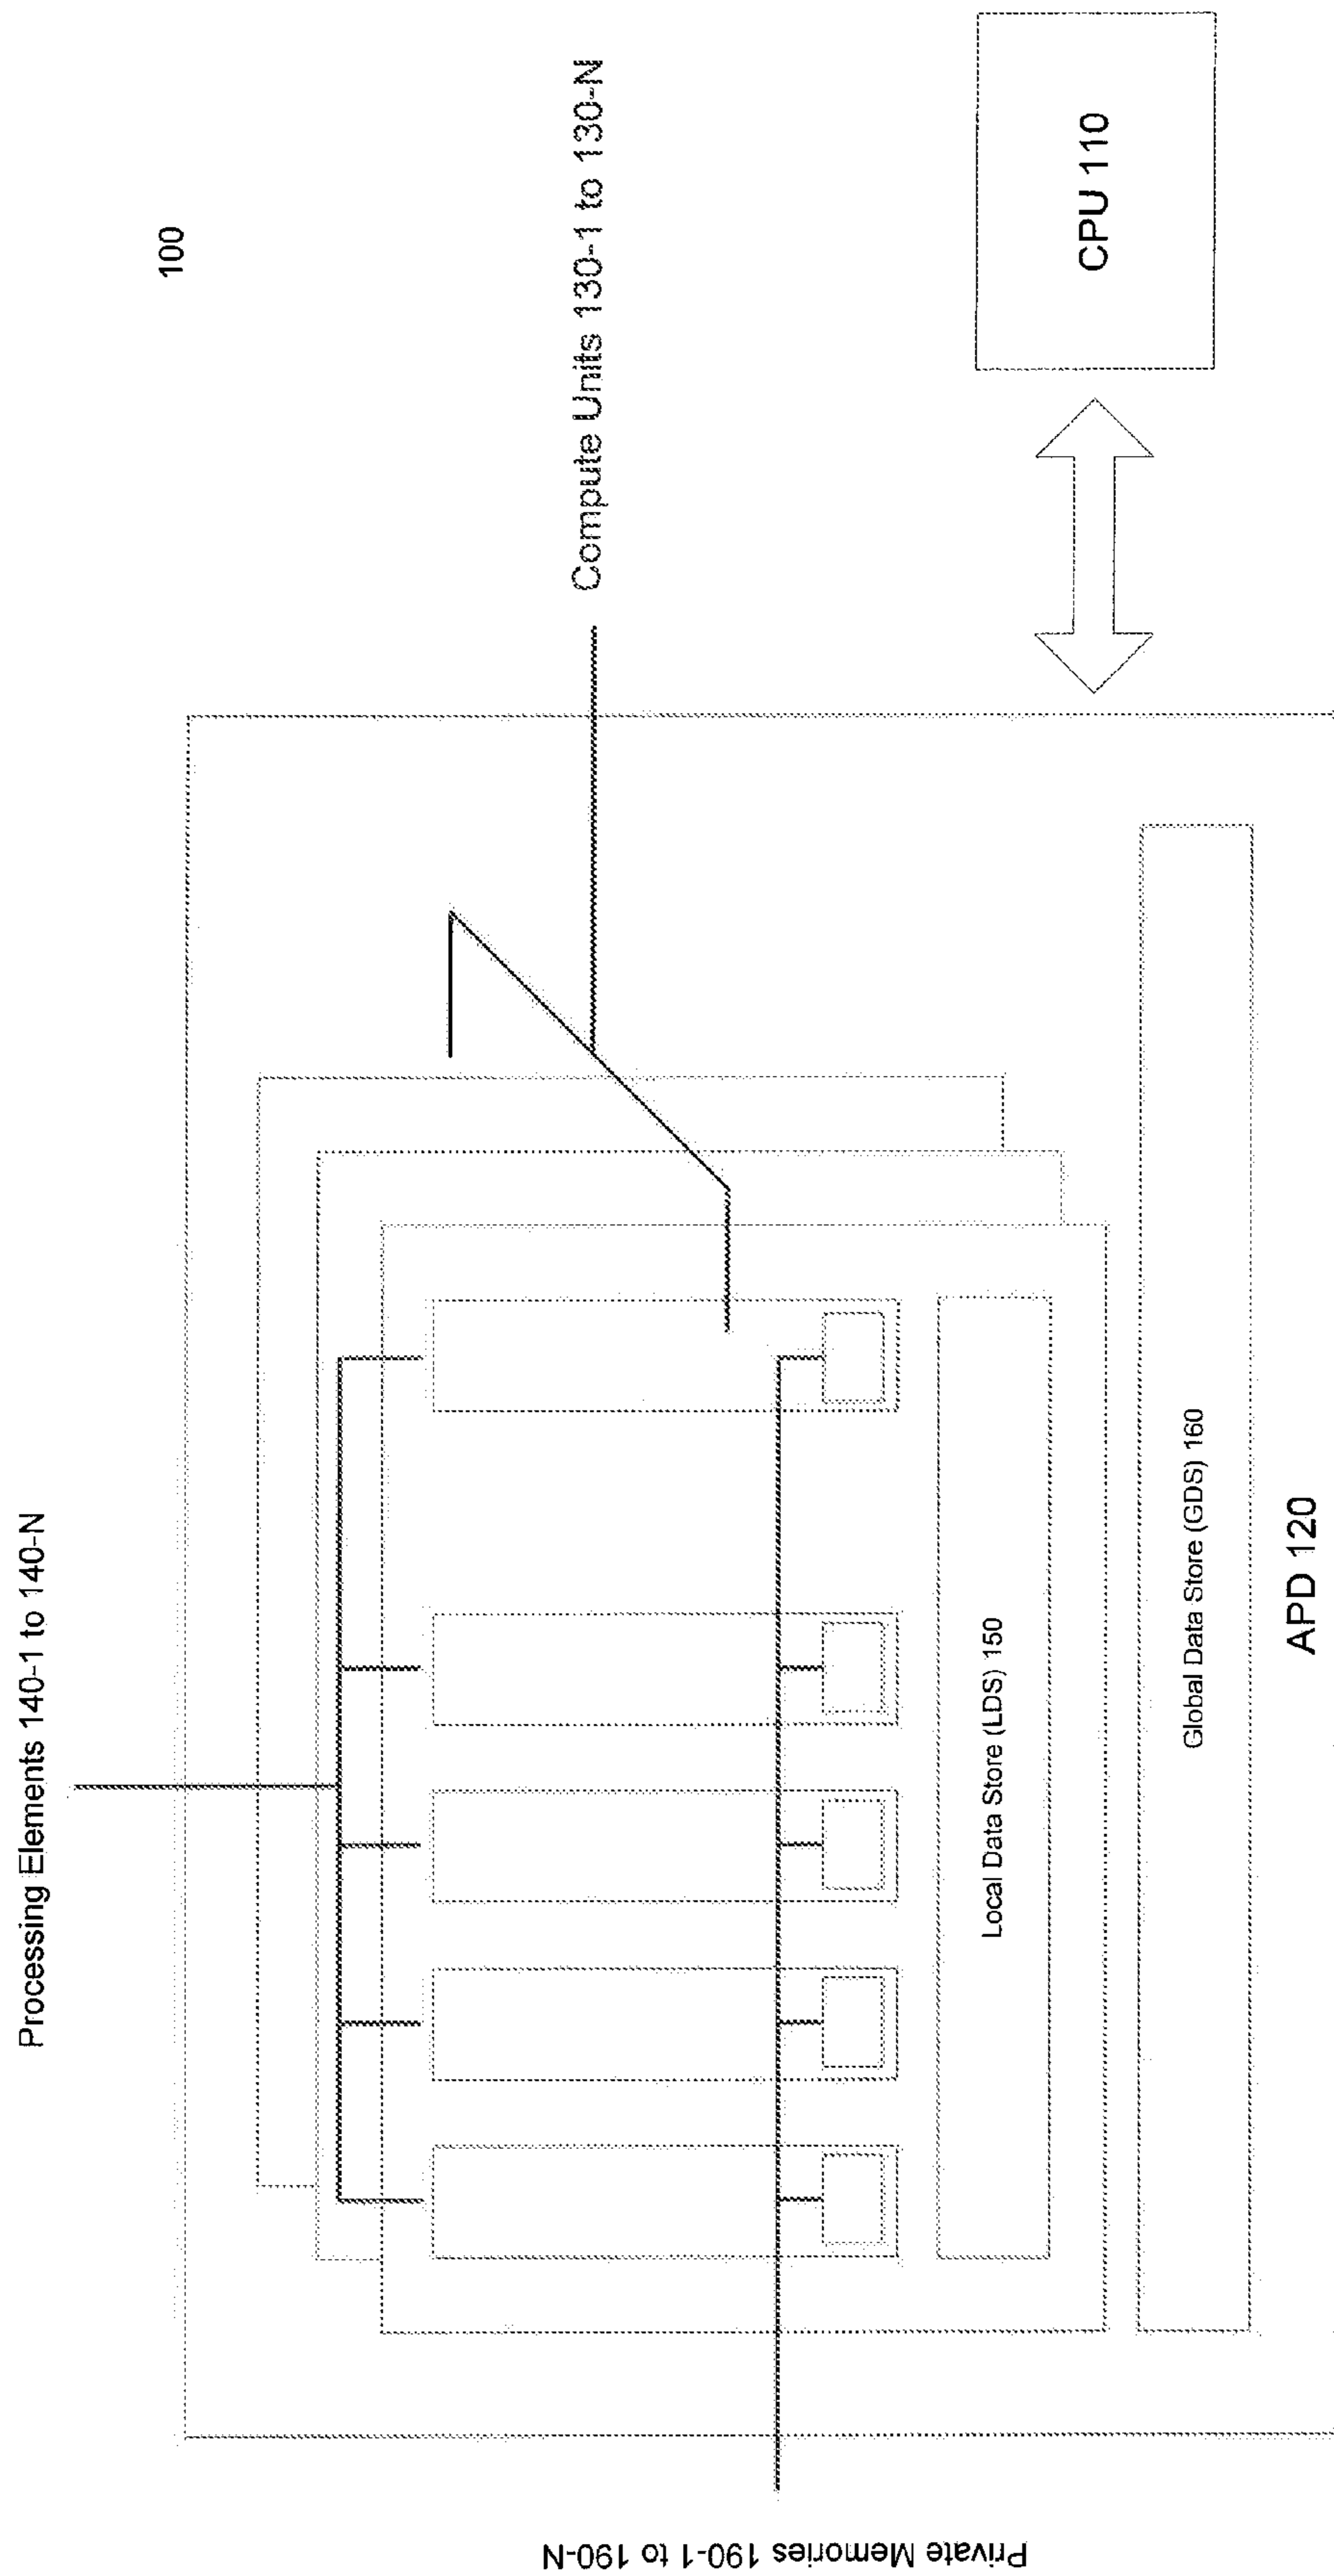 Processing Elements 140-1 to 140-N
100
Compute Units 130-1 to 130-N
Private Memories 190-1 to 190-N
Local Data Store (LDS) 150
Global Data Store (GDS) 160
CPU 110
APD 120